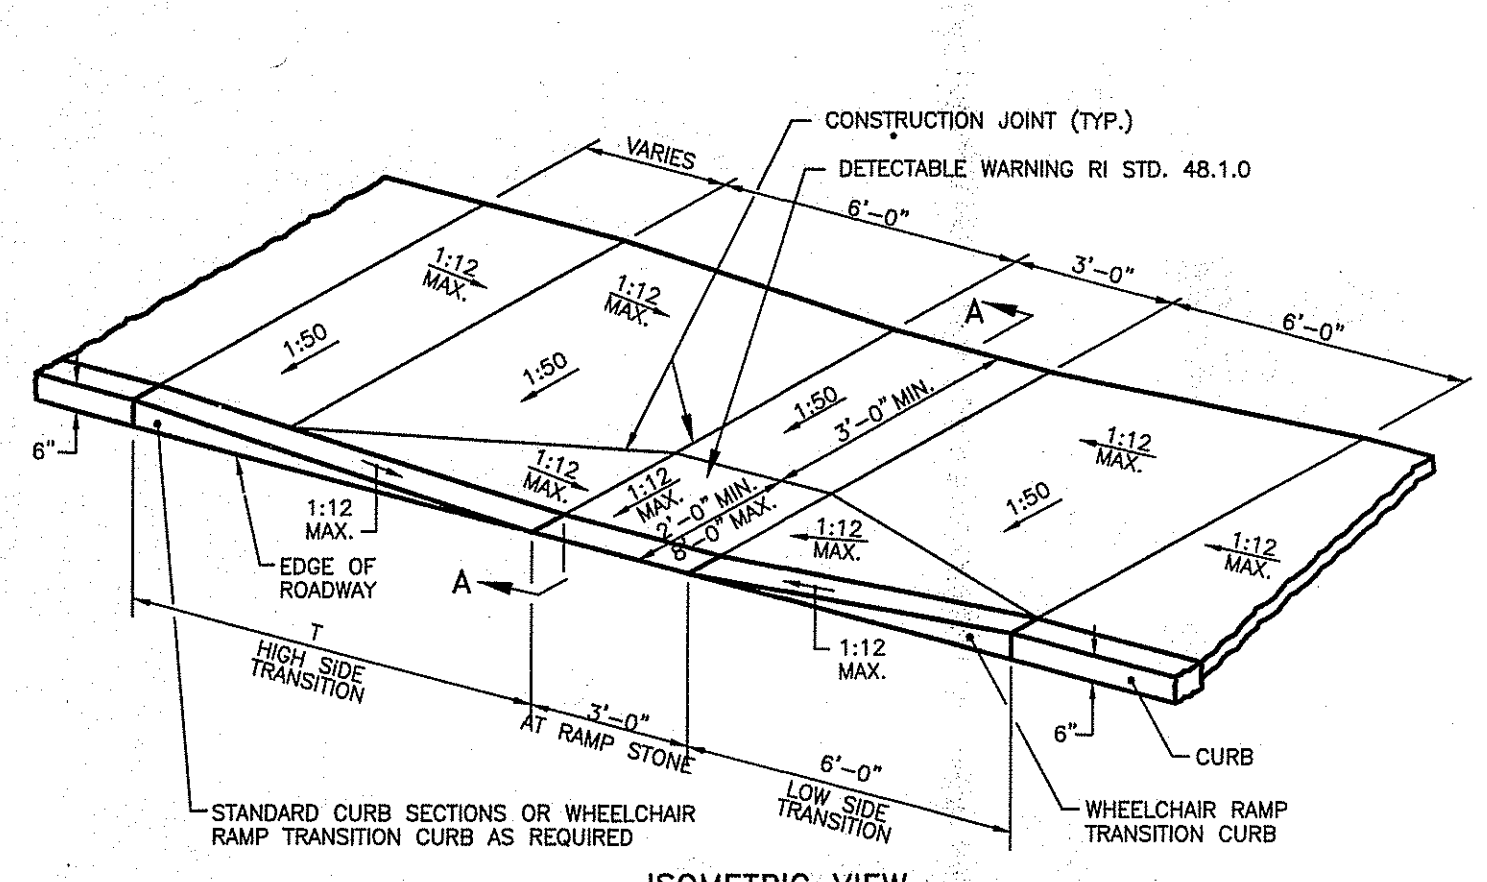 CONSTRUCTION JOINT (TYP.)
VARIES
DETECTABLE WARNING RI STD. 48.1.0
6'-0"
3'-0"
6'-0"
1:12
MAX.
1:12
MAX.
A
1:50
1:50
1:50
3'-0" MIN.
1:12
MAX.
6"
1:12
MAX.
1:12
MAX.
2'-0" MIN.
8'-0" MAX.
1:50
1:12
MAX.
1:12
MAX.
1:12
MAX.
EDGE OF
ROADWAY
A
T
HIGH SIDE
TRANSITION
1:12
MAX.
3'-0"
AT RAMP STONE
6'-0"
LOW SIDE
TRANSITION
6"
CURB
STANDARD CURB SECTIONS OR WHEELCHAIR
RAMP TRANSITION CURB AS REQUIRED
WHEELCHAIR RAMP
TRANSITION CURB
ISOMETRIC VIEW